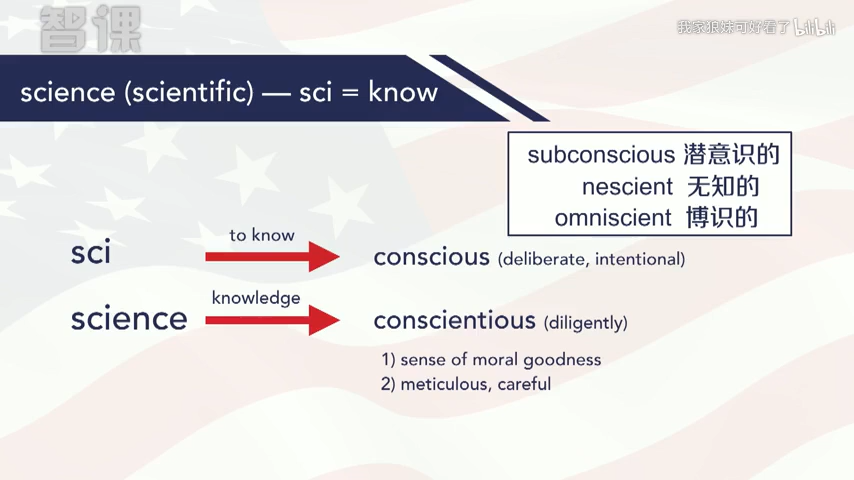 智课
我家狼妹可好看了 bilibili
science (scientific) — sci = know
subconscious 潜意识的
nescient 无知的
omniscient 博识的
sci to know conscious (deliberate, intentional)
science knowledge conscientious (diligently)
1) sense of moral goodness
2) meticulous, careful